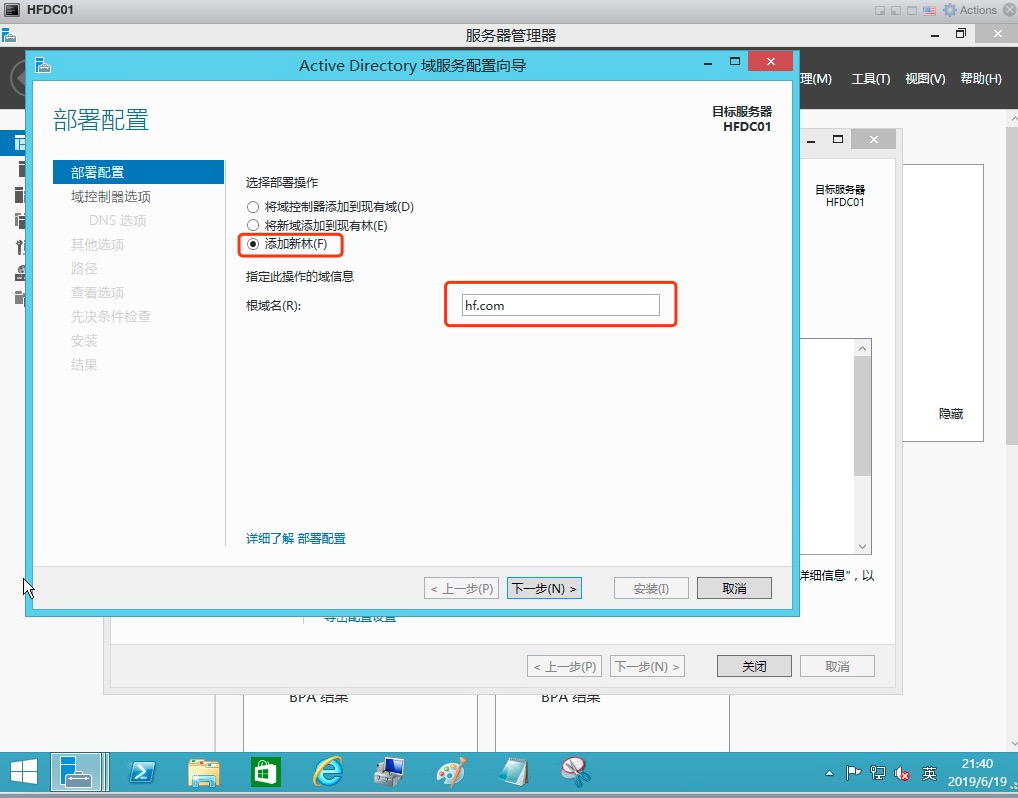 HFDC01
Actions
服务器管理器
理(M) 工具(T) 视图(V) 帮助(H)
Active Directory 域服务配置向导
部署配置
目标服务器
HFDC01
部署配置
域控制器选项
DNS 选项
其他选项
路径
查看选项
先决条件检查
安装
结果
选择部署操作
将域控制器添加到现有域(D)
将新域添加到现有林(E)
添加新林(F)
指定此操作的域信息
根域名(R):
hf.com
详细了解 部署配置
< 上一步(P)
下一步(N) >
安装(I)
取消
目标服务器
HFDC01
隐藏
详细信息"，以
导出配置设置
< 上一步(P)
下一步(N) >
关闭
取消
BPA 结果
BPA 结果
英
21:40
2019/6/19